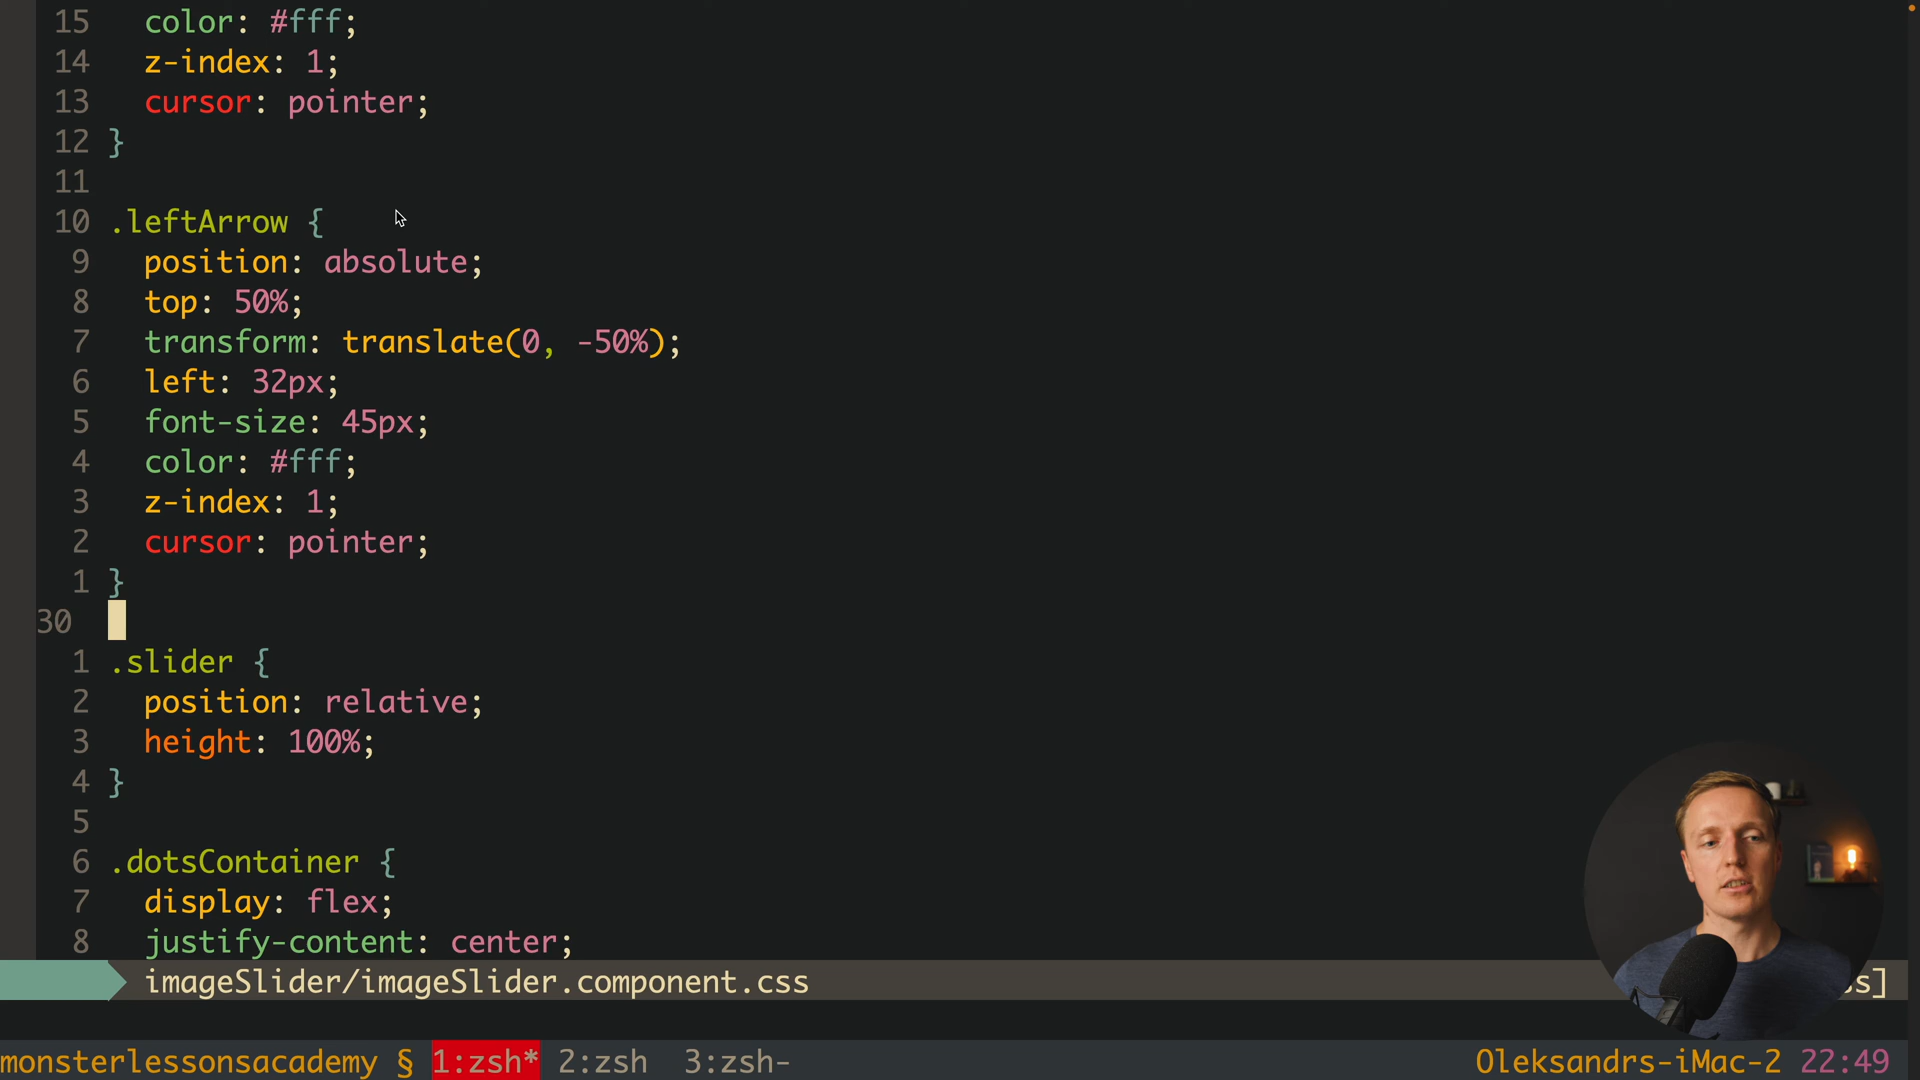 15 color: #fff;
14 z-index: 1;
13 cursor: pointer;
12 }
11
10 .leftArrow {
9 position: absolute;
8 top: 50%;
7 transform: translate(0, -50%);
6 left: 32px;
5 font-size: 45px;
4 color: #fff;
3 z-index: 1;
2 cursor: pointer;
1 }
30
1 .slider {
2 position: relative;
3 height: 100%;
4 }
5
6 .dotsContainer {
7 display: flex;
8 justify-content: center;
imageSlider/imageSlider.component.css s]
monsterlessonsacademy § 1:zsh* 2:zsh 3:zsh- Oleksandrs-iMac-2 22:49